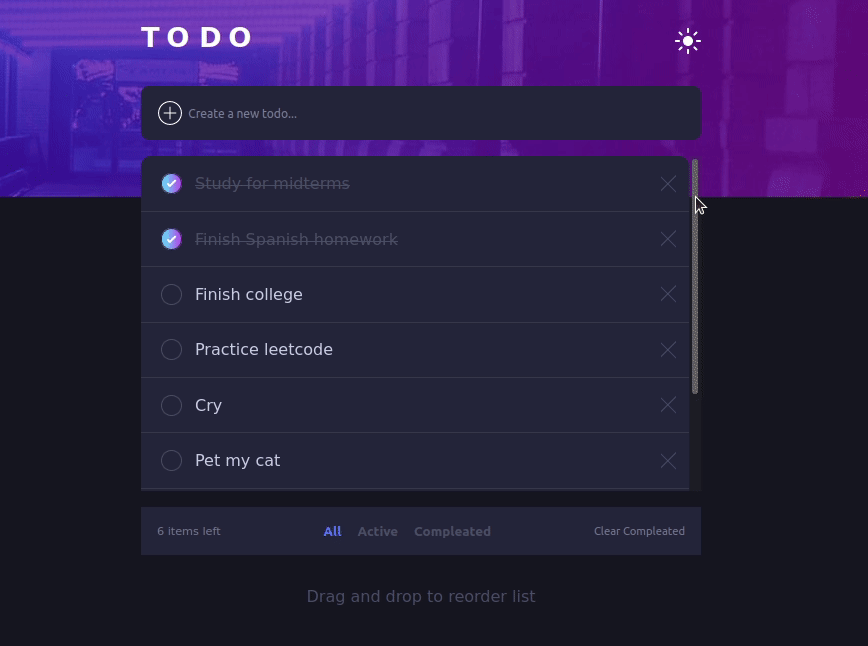 TODO
Create a new todo...
Study for midterms
Finish Spanish homework
Finish college
Practice leetcode
Cry
Pet my cat
6 items left All Active Compleated Clear Compleated
Drag and drop to reorder list